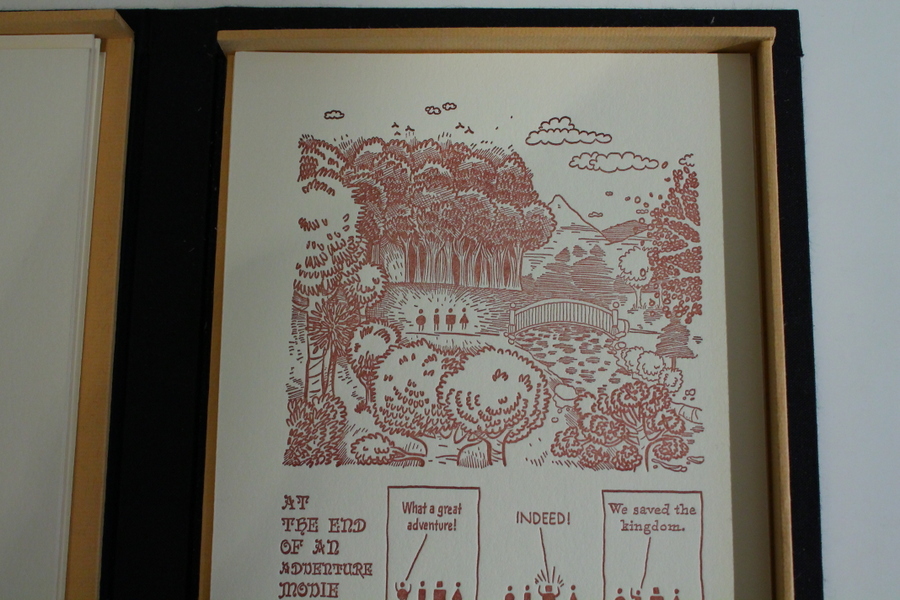 AT
THE END
OF AN
ADVENTURE
MOVIE
What a great
adventure!
INDEED!
We saved the
kingdom.